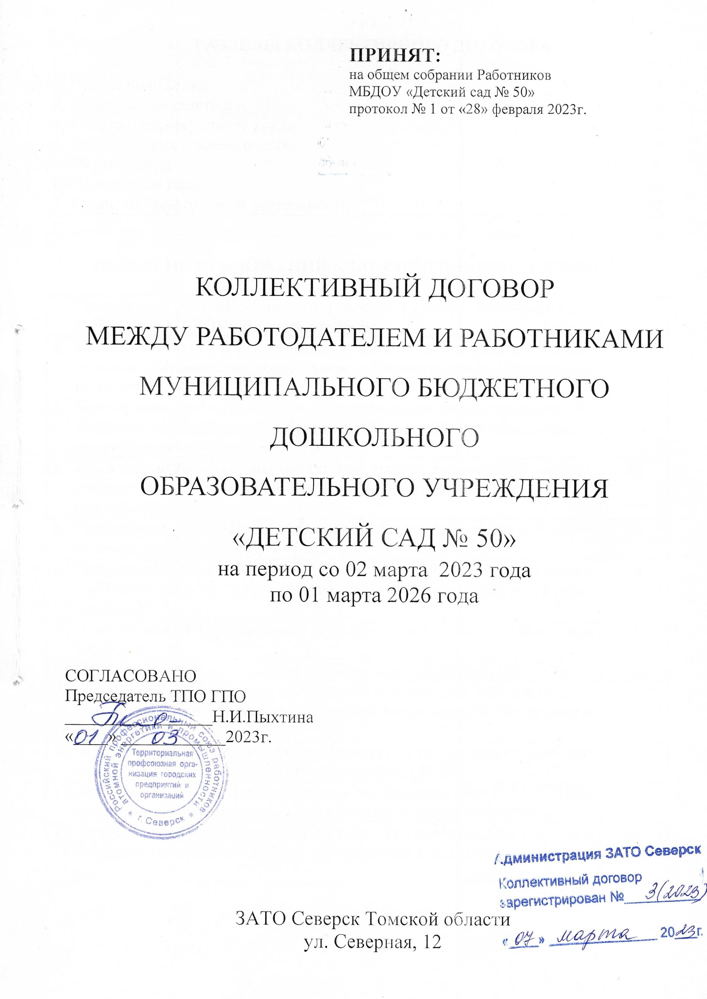 ПРИНЯТ:
на общем собрании Работников
МБДОУ «Детский сад № 50»
протокол № 1 от «28» февраля 2023г.
КОЛЛЕКТИВНЫЙ ДОГОВОР
МЕЖДУ РАБОТОДАТЕЛЕМ И РАБОТНИКАМИ
МУНИЦИПАЛЬНОГО БЮДЖЕТНОГО
ДОШКОЛЬНОГО
ОБРАЗОВАТЕЛЬНОГО УЧРЕЖДЕНИЯ
«ДЕТСКИЙ САД № 50»
на период со 02 марта 2023 года
по 01 марта 2026 года
СОГЛАСОВАНО
Председатель ТПО ГПО
Н.И.Пыхтина
«01» 03 2023г.
Российский профессиональный союз работников
атомной энергетики и промышленности
Территориальная
профсоюзная орга-
низация городских
предприятий и
организаций
* г. Северск *
Администрация ЗАТО Северск
Коллективный договор
зарегистрирован № 3(2023)
«07» марта 2023г.
ЗАТО Северск Томской области
ул. Северная, 12